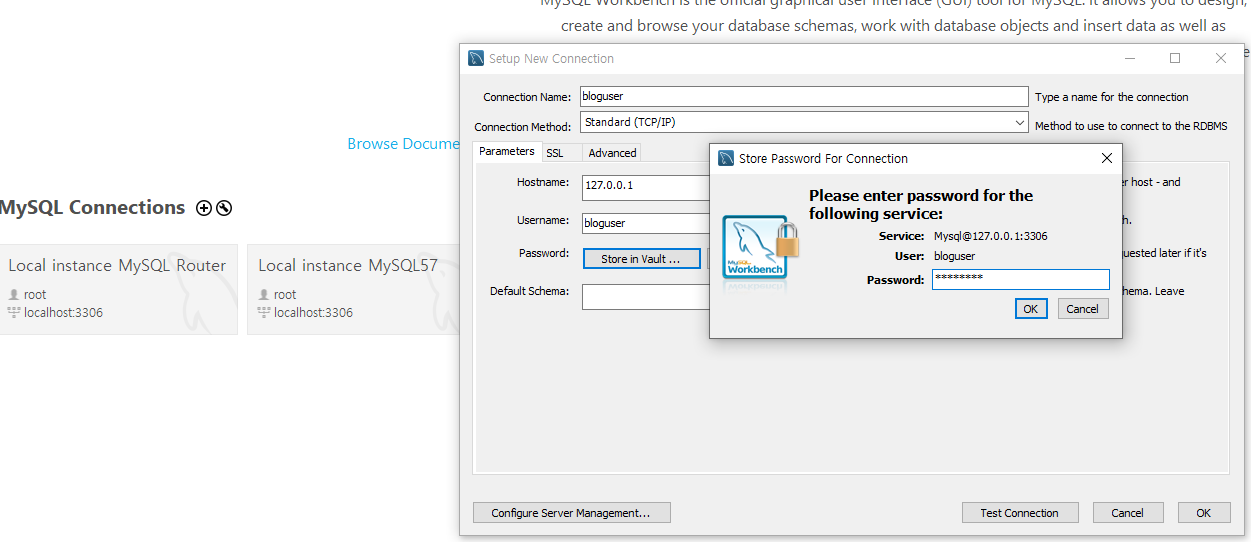 MySQL Workbench is the official graphical user interface (GUI) tool for MySQL. It allows you to design,
create and browse your database schemas, work with database objects and insert data as well as
Setup New Connection
Connection Name:
bloguser
Type a name for the connection
Connection Method:
Standard (TCP/IP)
Method to use to connect to the RDBMS
Browse Docume
Parameters
SSL
Advanced
Store Password For Connection
Hostname:
127.0.0.1
er host - and
Please enter password for the
following service:
Username:
bloguser
h.
Service:
Mysql@127.0.0.1:3306
Password:
Store in Vault ...
quested later if it's
User:
bloguser
MySQL
Workbench
Password:
********
Default Schema:
hema. Leave
OK
Cancel
MySQL Connections
Local instance MySQL Router
root
localhost:3306
Local instance MySQL57
root
localhost:3306
Configure Server Management...
Test Connection
Cancel
OK